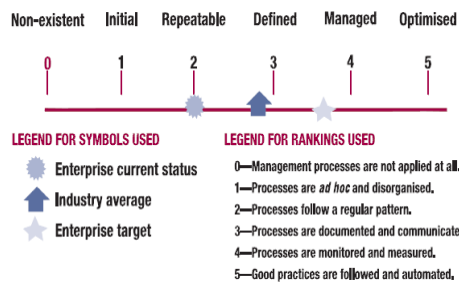 Non-existent Initial Repeatable Defined Managed Optimised
0 1 2 3 4 5
LEGEND FOR SYMBOLS USED
Enterprise current status
Industry average
Enterprise target
LEGEND FOR RANKINGS USED
0—Management processes are not applied at all.
1—Processes are ad hoc and disorganised.
2—Processes follow a regular pattern.
3—Processes are documented and communicate
4—Processes are monitored and measured.
5—Good practices are followed and automated.